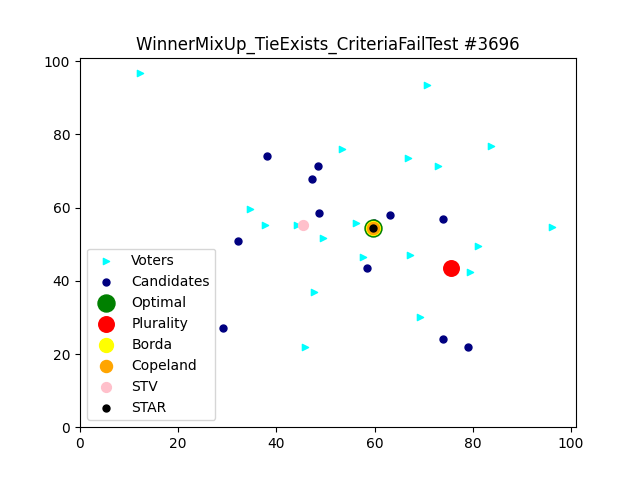 WinnerMixUp_TieExists_CriteriaFailTest #3696
100
80
60
40
20
0
Voters
Candidates
Optimal
Plurality
Borda
Copeland
STV
STAR
0 20 40 60 80 100